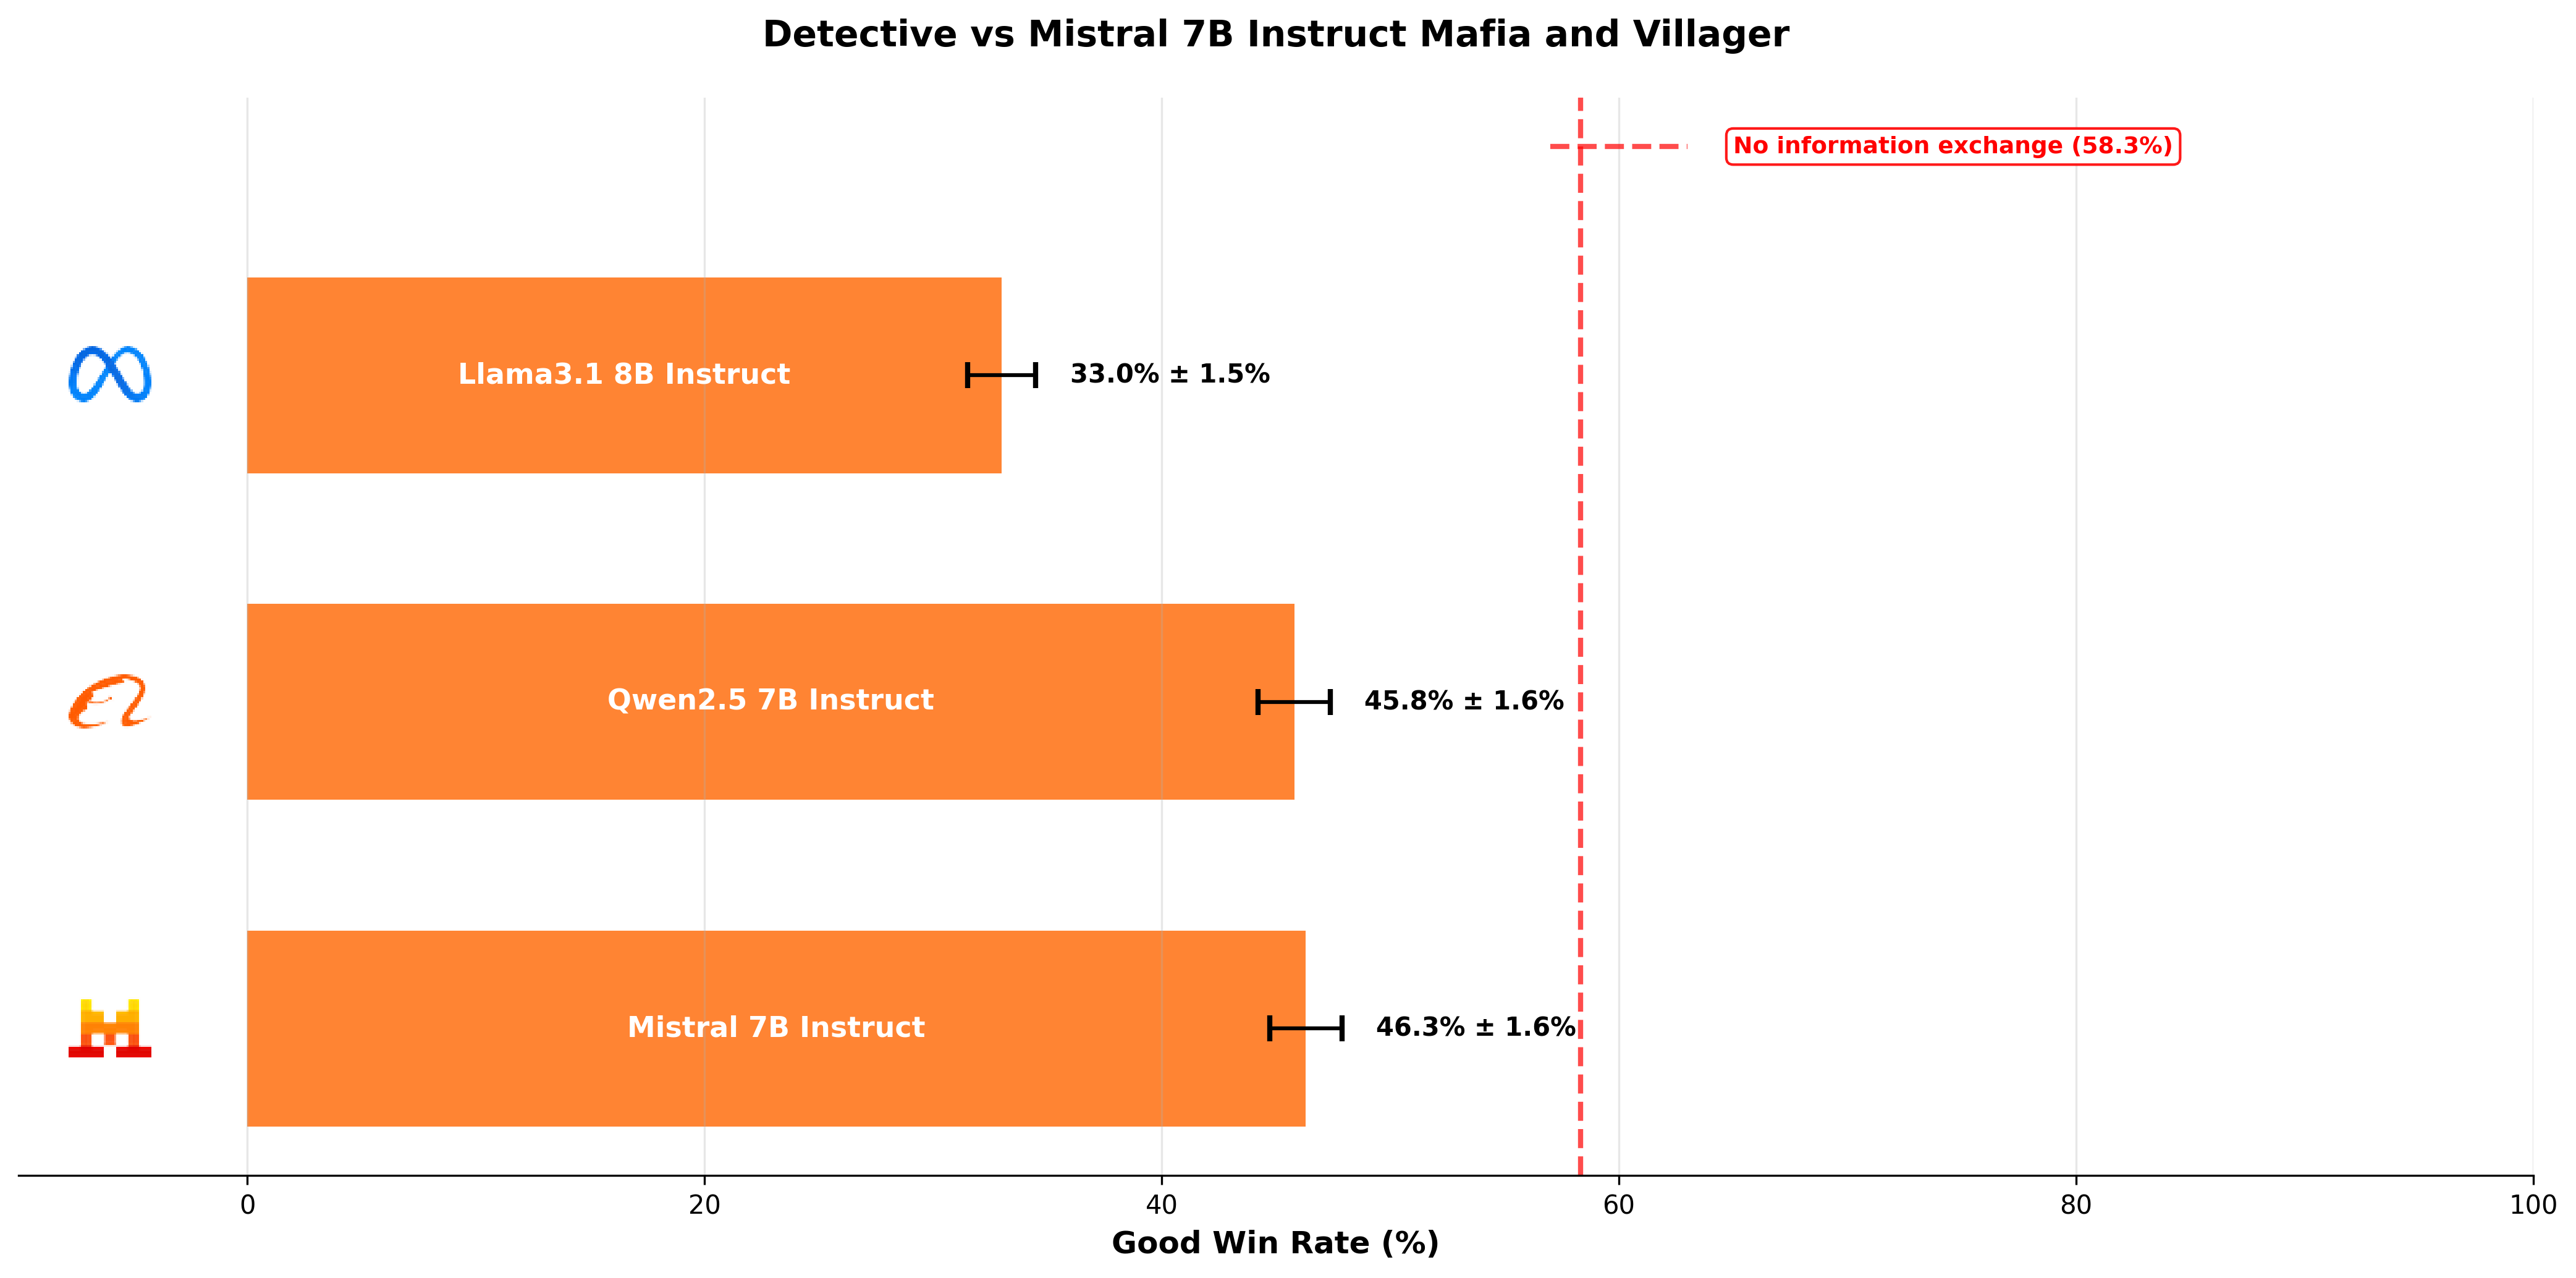 Detective vs Mistral 7B Instruct Mafia and Villager
No information exchange (58.3%)
Llama3.1 8B Instruct
33.0% ± 1.5%
Qwen2.5 7B Instruct
45.8% ± 1.6%
Mistral 7B Instruct
46.3% ± 1.6%
0 20 40 60 80 100
Good Win Rate (%)